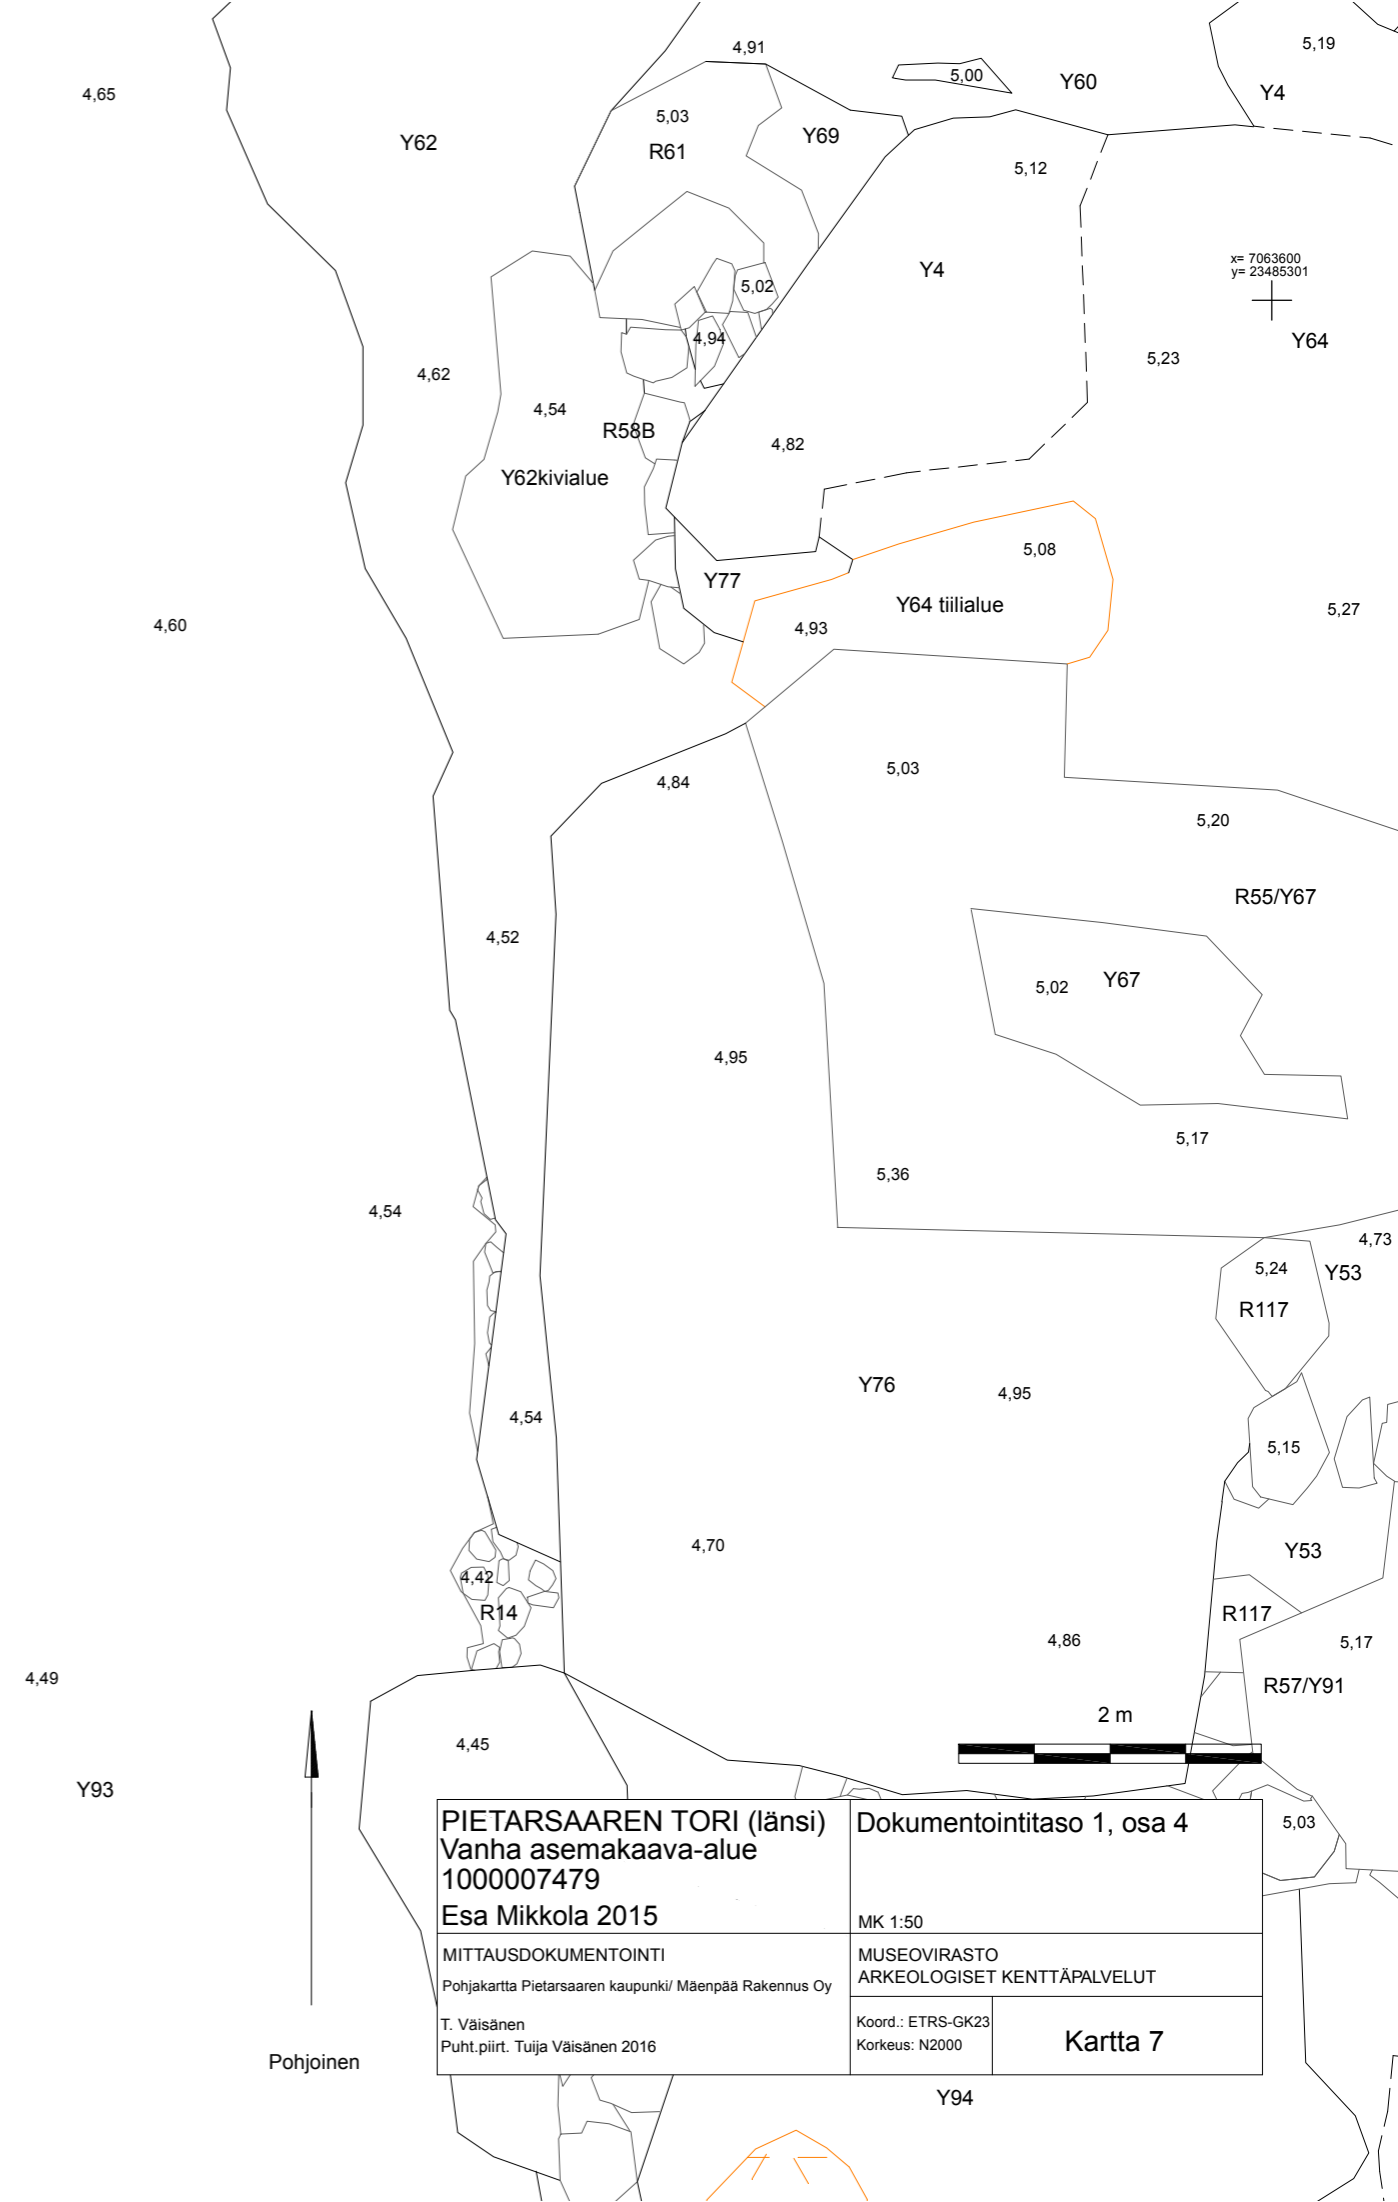 5,19
4,91
5,00
Y60
Y4
4,65
5,03
Y62
R61
Y69
5,12
Y4
x= 7063600
y= 23485301
5,02
4,94
Y64
5,23
4,62
4,54
R58B
4,82
Y62kivialue
5,08
Y77
Y64 tiilialue
5,27
4,60
4,93
5,03
4,84
5,20
R55/Y67
4,52
Y67
5,02
4,95
5,17
5,36
4,54
4,73
5,24
Y53
R117
Y76
4,95
4,54
5,15
4,70
Y53
4,42
R14
R117
4,86
5,17
4,49
R57/Y91
2 m
4,45
Y93
PIETARSAAREN TORI (länsi)
Vanha asemakaava-alue
1000007479
Esa Mikkola 2015
Dokumentointitaso 1, osa 4
MK 1:50
5,03
MITTAUSDOKUMENTOINTI
Pohjakartta Pietarsaaren kaupunki/ Mäenpää Rakennus Oy
T. Väisänen
Puht.piirt. Tuija Väisänen 2016
MUSEOVIRASTO
ARKEOLOGISET KENTTÄPALVELUT
Koord.: ETRS-GK23
Korkeus: N2000
Kartta 7
Pohjoinen
Y94